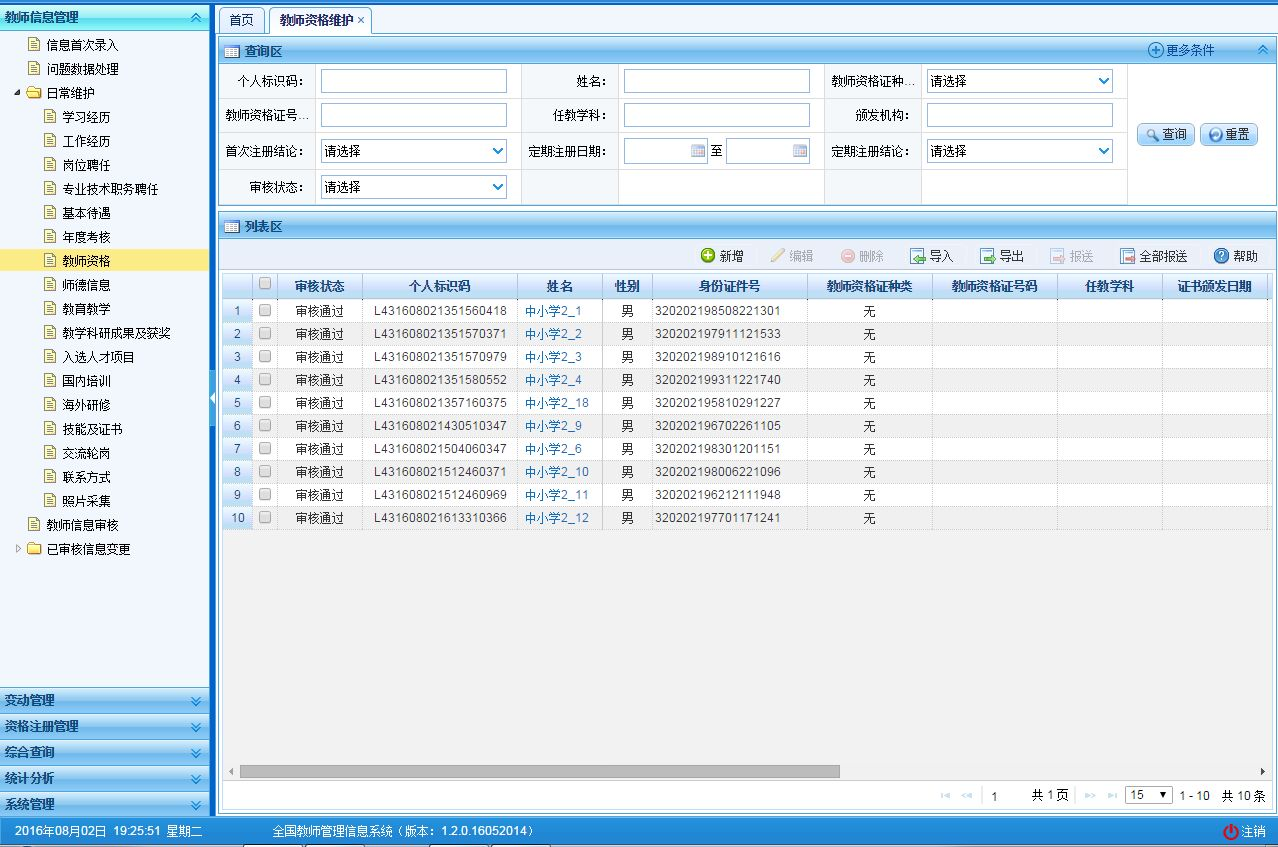 教师信息管理
信息首次录入
问题数据处理
日常维护
学习经历
工作经历
岗位聘任
专业技术职务聘任
基本待遇
年度考核
教师资格
师德信息
教育教学
教学科研成果及获奖
入选人才项目
国内培训
海外研修
技能及证书
交流轮岗
联系方式
照片采集
教师信息审核
已审核信息变更
变动管理
资格注册管理
综合查询
统计分析
系统管理
首页 教师资格维护 ×
查询区 更多条件
个人标识码： 姓名： 教师资格证种... 请选择
教师资格证号... 任教学科： 颁发机构：
首次注册结论： 请选择 定期注册日期： 至 定期注册结论： 请选择
审核状态： 请选择
查询 重置
列表区
新增 编辑 删除 导入 导出 报送 全部报送 帮助
审核状态 个人标识码 姓名 性别 身份证件号 教师资格证种类 教师资格证号码 任教学科 证书颁发日期
1 审核通过 L431608021351560418 中小学2_1 男 320202198508221301 无
2 审核通过 L431608021351570371 中小学2_2 男 320202197911121533 无
3 审核通过 L431608021351570979 中小学2_3 男 320202198910121616 无
4 审核通过 L431608021351580552 中小学2_4 男 320202199311221740 无
5 审核通过 L431608021357160375 中小学2_18 男 320202195810291227 无
6 审核通过 L431608021430510347 中小学2_9 男 320202196702261105 无
7 审核通过 L431608021504060347 中小学2_6 男 320202198301201151 无
8 审核通过 L431608021512460371 中小学2_10 男 320202198006221096 无
9 审核通过 L431608021512460969 中小学2_11 男 320202196212111948 无
10 审核通过 L431608021613310366 中小学2_12 男 320202197701171241 无
1 共 1 页 15 1 - 10 共 10 条
2016年08月02日 19:25:51 星期二 全国教师管理信息系统（版本：1.2.0.16052014） 注销